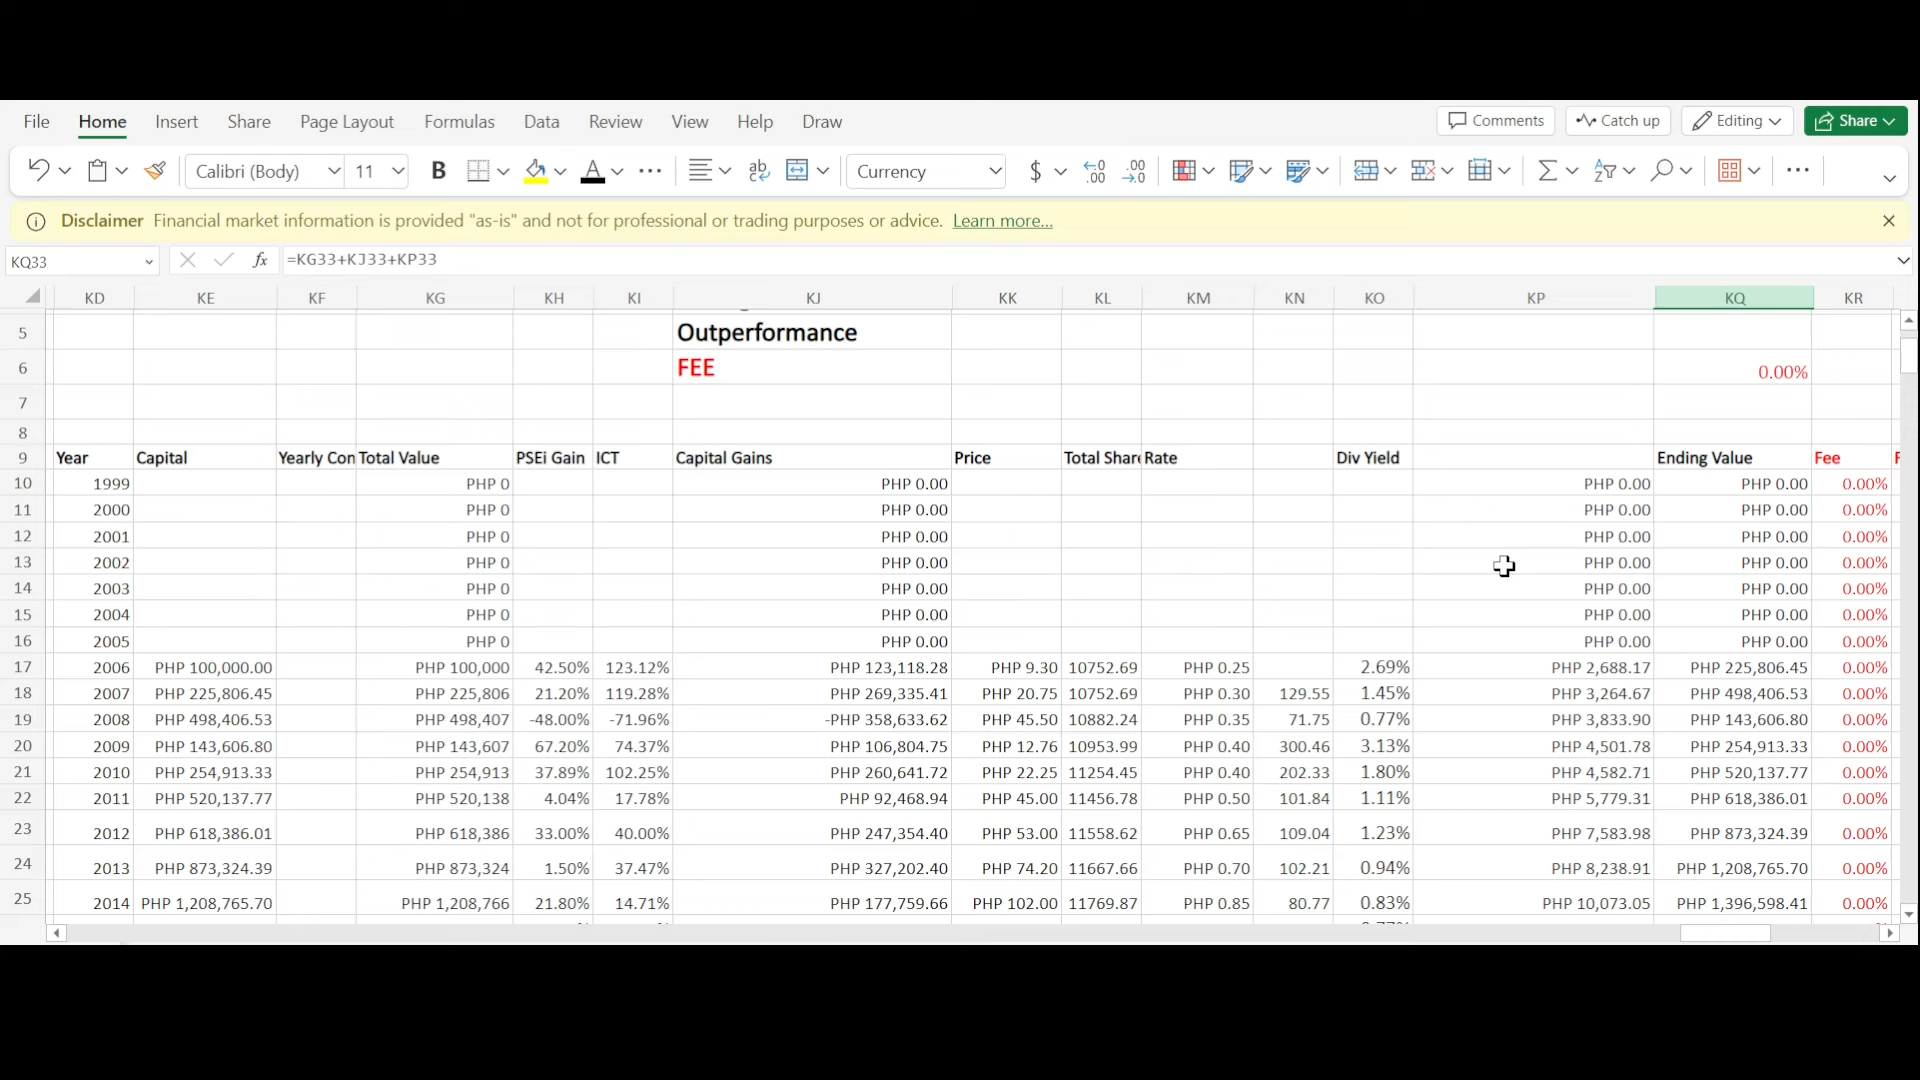 File Home Insert Share Page Layout Formulas Data Review View Help Draw Comments Catch up Editing Share
Calibri (Body) 11 B A ab Currency $
Disclaimer Financial market information is provided "as-is" and not for professional or trading purposes or advice. Learn more...
KQ33 fx =KG33+KJ33+KP33
KD KE KF KG KH KI KJ KK KL KM KN KO KP KQ KR
5 Outperformance
6 FEE 0.00%
7
8
9 Year Capital Yearly Con Total Value PSEi Gain ICT Capital Gains Price Total Share Rate Div Yield Ending Value Fee
10 1999 PHP 0 PHP 0.00 PHP 0.00 PHP 0.00 0.00%
11 2000 PHP 0 PHP 0.00 PHP 0.00 PHP 0.00 0.00%
12 2001 PHP 0 PHP 0.00 PHP 0.00 PHP 0.00 0.00%
13 2002 PHP 0 PHP 0.00 PHP 0.00 PHP 0.00 0.00%
14 2003 PHP 0 PHP 0.00 PHP 0.00 PHP 0.00 0.00%
15 2004 PHP 0 PHP 0.00 PHP 0.00 PHP 0.00 0.00%
16 2005 PHP 0 PHP 0.00 PHP 0.00 PHP 0.00 0.00%
17 2006 PHP 100,000.00 PHP 100,000 42.50% 123.12% PHP 123,118.28 PHP 9.30 10752.69 PHP 0.25 2.69% PHP 2,688.17 PHP 225,806.45 0.00%
18 2007 PHP 225,806.45 PHP 225,806 21.20% 119.28% PHP 269,335.41 PHP 20.75 10752.69 PHP 0.30 129.55 1.45% PHP 3,264.67 PHP 498,406.53 0.00%
19 2008 PHP 498,406.53 PHP 498,407 -48.00% -71.96% -PHP 358,633.62 PHP 45.50 10882.24 PHP 0.35 71.75 0.77% PHP 3,833.90 PHP 143,606.80 0.00%
20 2009 PHP 143,606.80 PHP 143,607 67.20% 74.37% PHP 106,804.75 PHP 12.76 10953.99 PHP 0.40 300.46 3.13% PHP 4,501.78 PHP 254,913.33 0.00%
21 2010 PHP 254,913.33 PHP 254,913 37.89% 102.25% PHP 260,641.72 PHP 22.25 11254.45 PHP 0.40 202.33 1.80% PHP 4,582.71 PHP 520,137.77 0.00%
22 2011 PHP 520,137.77 PHP 520,138 4.04% 17.78% PHP 92,468.94 PHP 45.00 11456.78 PHP 0.50 101.84 1.11% PHP 5,779.31 PHP 618,386.01 0.00%
23 2012 PHP 618,386.01 PHP 618,386 33.00% 40.00% PHP 247,354.40 PHP 53.00 11558.62 PHP 0.65 109.04 1.23% PHP 7,583.98 PHP 873,324.39 0.00%
24 2013 PHP 873,324.39 PHP 873,324 1.50% 37.47% PHP 327,202.40 PHP 74.20 11667.66 PHP 0.70 102.21 0.94% PHP 8,238.91 PHP 1,208,765.70 0.00%
25 2014 PHP 1,208,765.70 PHP 1,208,766 21.80% 14.71% PHP 177,759.66 PHP 102.00 11769.87 PHP 0.85 80.77 0.83% PHP 10,073.05 PHP 1,396,598.41 0.00%